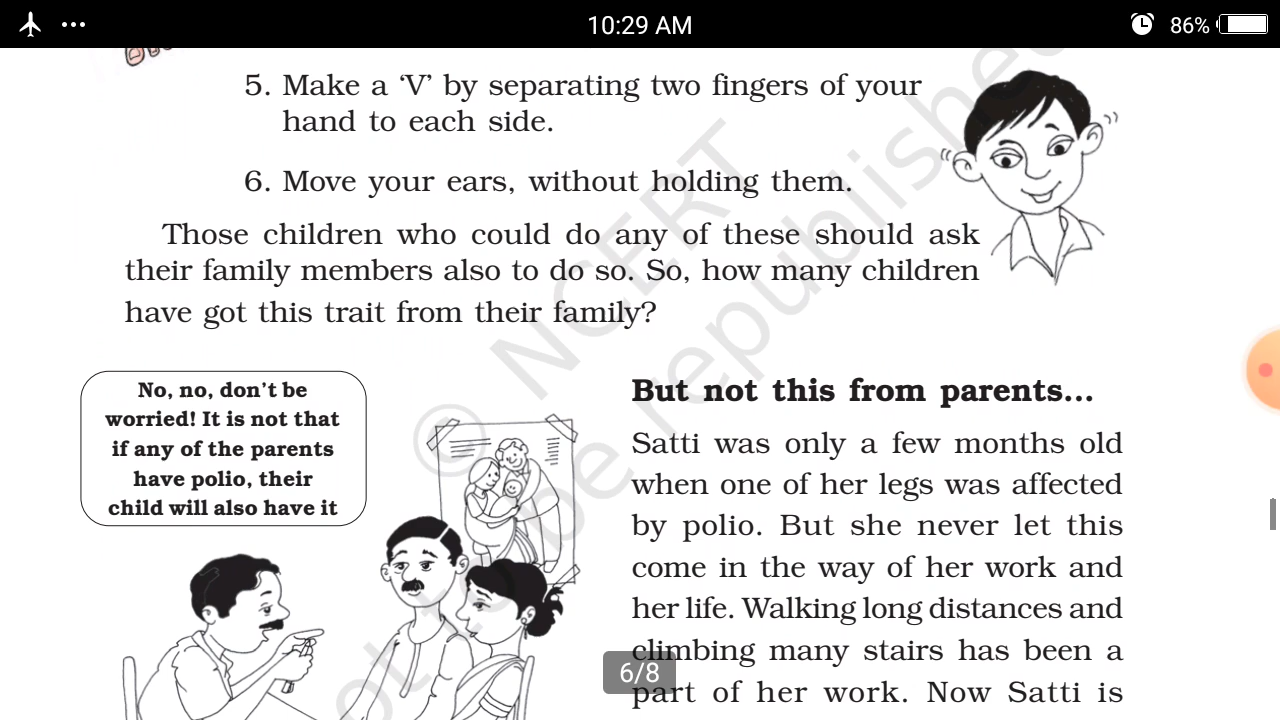 10:29 AM
86%
5. Make a ‘V’ by separating two fingers of your
hand to each side.
6. Move your ears, without holding them.
Those children who could do any of these should ask
their family members also to do so. So, how many children
have got this trait from their family?
No, no, don’t be
worried! It is not that
if any of the parents
have polio, their
child will also have it
But not this from parents...
Satti was only a few months old
when one of her legs was affected
by polio. But she never let this
come in the way of her work and
her life. Walking long distances and
climbing many stairs has been a
part of her work. Now Satti is
6/8
© NCERT
not be republished